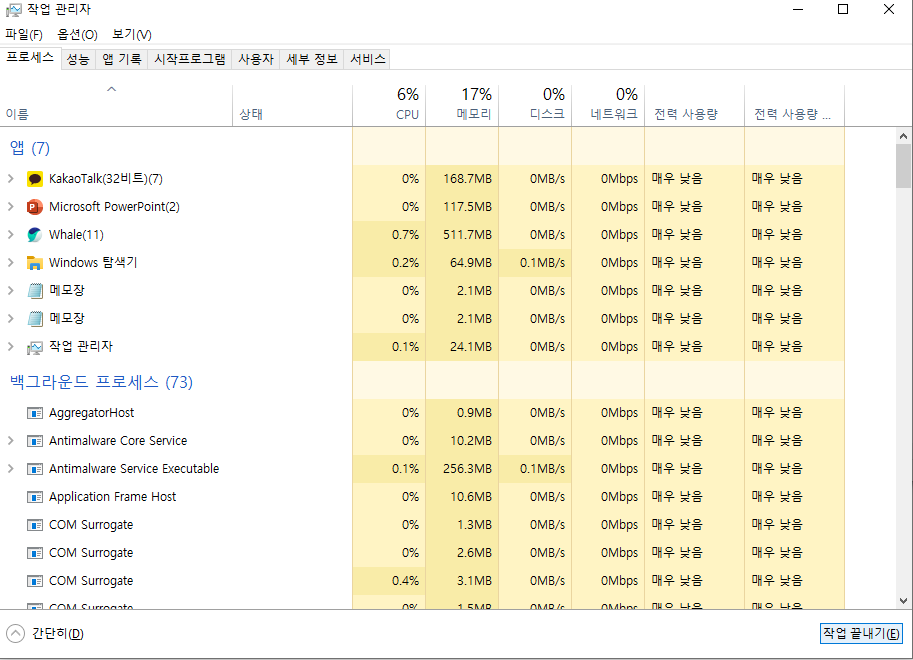 작업 관리자
파일(F) 옵션(O) 보기(V)
프로세스 성능 앱 기록 시작프로그램 사용자 세부 정보 서비스
6% 17% 0% 0%
이름 상태 CPU 메모리 디스크 네트워크 전력 사용량 전력 사용량 ...
앱 (7)
KakaoTalk(32비트)(7) 0% 168.7MB 0MB/s 0Mbps 매우 낮음 매우 낮음
Microsoft PowerPoint(2) 0% 117.5MB 0MB/s 0Mbps 매우 낮음 매우 낮음
Whale(11) 0.7% 511.7MB 0MB/s 0Mbps 매우 낮음 매우 낮음
Windows 탐색기 0.2% 64.9MB 0.1MB/s 0Mbps 매우 낮음 매우 낮음
메모장 0% 2.1MB 0MB/s 0Mbps 매우 낮음 매우 낮음
메모장 0% 2.1MB 0MB/s 0Mbps 매우 낮음 매우 낮음
작업 관리자 0.1% 24.1MB 0MB/s 0Mbps 매우 낮음 매우 낮음
백그라운드 프로세스 (73)
AggregatorHost 0% 0.9MB 0MB/s 0Mbps 매우 낮음 매우 낮음
Antimalware Core Service 0% 10.2MB 0MB/s 0Mbps 매우 낮음 매우 낮음
Antimalware Service Executable 0.1% 256.3MB 0.1MB/s 0Mbps 매우 낮음 매우 낮음
Application Frame Host 0% 10.6MB 0MB/s 0Mbps 매우 낮음 매우 낮음
COM Surrogate 0% 1.3MB 0MB/s 0Mbps 매우 낮음 매우 낮음
COM Surrogate 0% 2.6MB 0MB/s 0Mbps 매우 낮음 매우 낮음
COM Surrogate 0.4% 3.1MB 0MB/s 0Mbps 매우 낮음 매우 낮음
COM Surrogate 0% 1.5MB 0MB/s 0Mbps 매우 낮음 매우 낮음
간단히(D) 작업 끝내기(E)